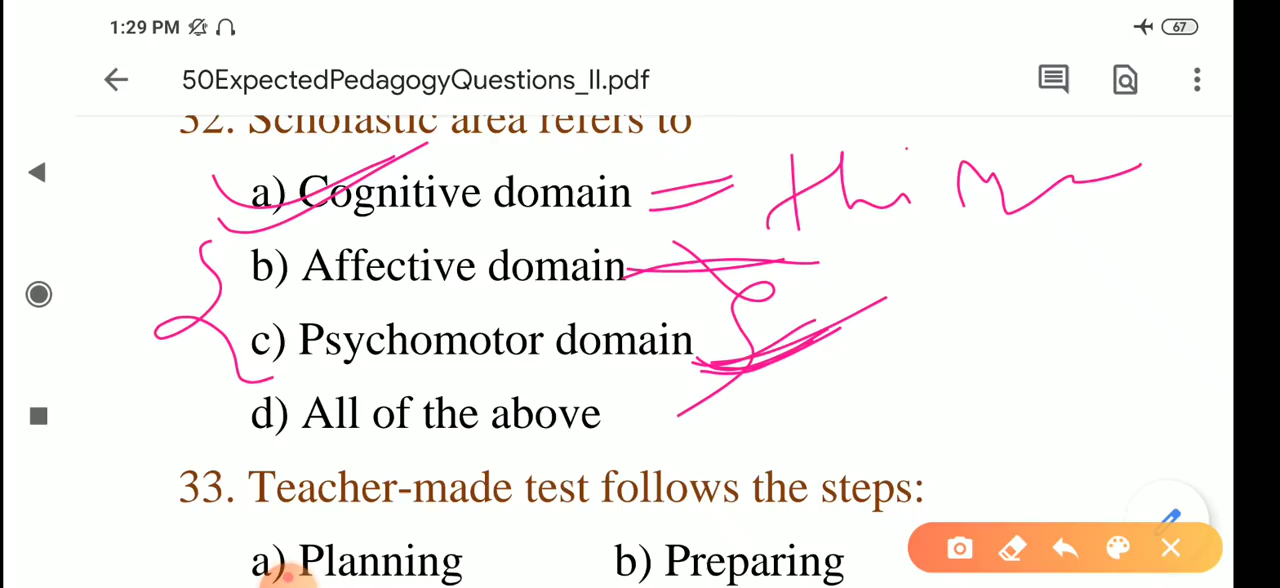 1:29 PM 67
50ExpectedPedagogyQuestions_II.pdf
32. Scholastic area refers to
a) Cognitive domain
b) Affective domain
c) Psychomotor domain
d) All of the above
33. Teacher-made test follows the steps:
a) Planning b) Preparing